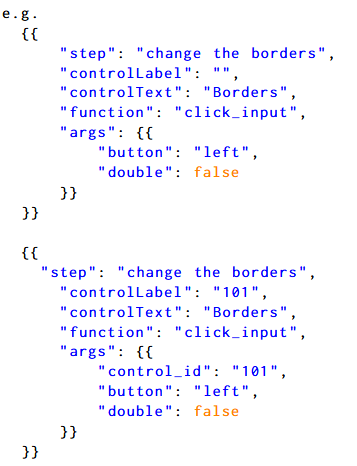 e.g.
{{
"step": "change the borders",
"controlLabel": "",
"controlText": "Borders",
"function": "click_input",
"args": {{
"button": "left",
"double": false
}}
}}
{{
"step": "change the borders",
"controlLabel": "101",
"controlText": "Borders",
"function": "click_input",
"args": {{
"control_id": "101",
"button": "left",
"double": false
}}
}}